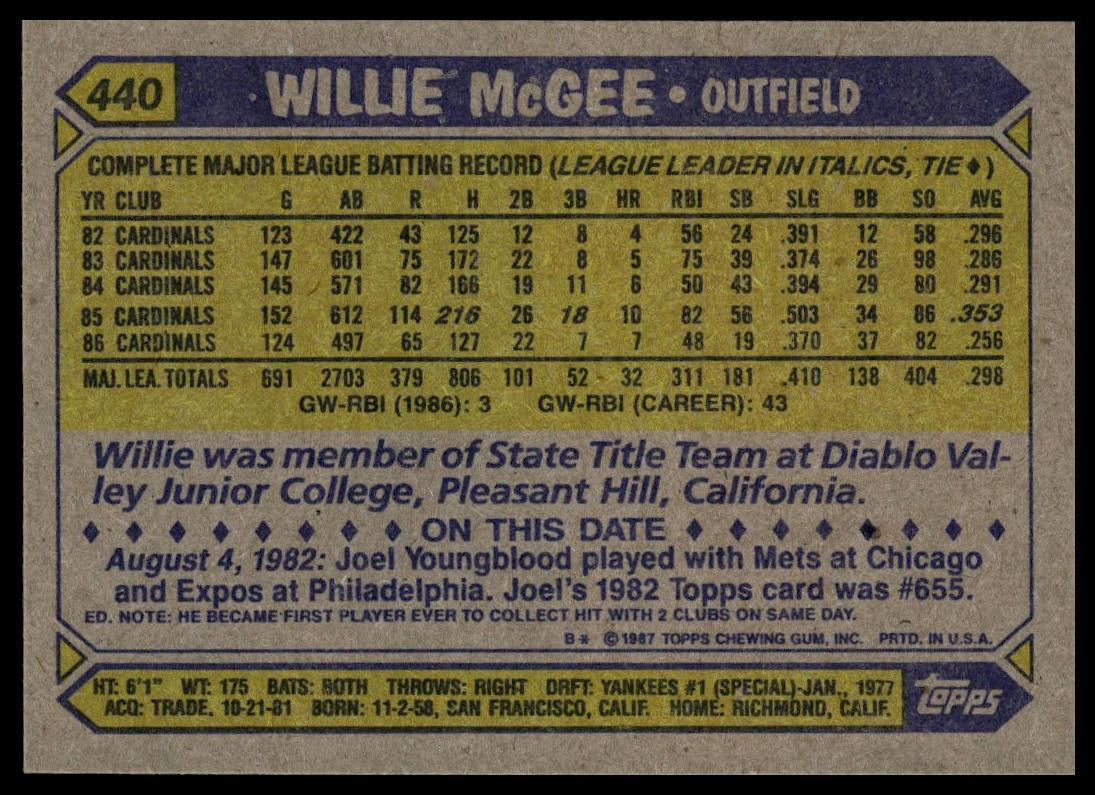 440 WILLIE McGEE • OUTFIELD
COMPLETE MAJOR LEAGUE BATTING RECORD (LEAGUE LEADER IN ITALICS, TIE ♦)
YR CLUB G AB R H 2B 3B HR RBI SB SLG BB SO AVG
82 CARDINALS 123 422 43 125 12 8 4 56 24 .391 12 58 .296
83 CARDINALS 147 601 75 172 22 8 5 75 39 .374 26 98 .286
84 CARDINALS 145 571 82 166 19 11 6 50 43 .394 29 80 .291
85 CARDINALS 152 612 114 216 26 18 10 82 56 .503 34 86 .353
86 CARDINALS 124 497 65 127 22 7 7 48 19 .370 37 82 .256
MAJ. LEA. TOTALS 691 2703 379 806 101 52 32 311 181 .410 138 404 .298
GW-RBI (1986): 3 GW-RBI (CAREER): 43
Willie was member of State Title Team at Diablo Val-
ley Junior College, Pleasant Hill, California.
♦ ♦ ♦ ♦ ♦ ♦ ♦ ♦ ON THIS DATE ♦ ♦ ♦ ♦ ♦ ♦ ♦ ♦
August 4, 1982: Joel Youngblood played with Mets at Chicago
and Expos at Philadelphia. Joel's 1982 Topps card was #655.
ED. NOTE: HE BECAME FIRST PLAYER EVER TO COLLECT HIT WITH 2 CLUBS ON SAME DAY.
B* © 1987 TOPPS CHEWING GUM, INC. PRTD. IN U.S.A.
HT: 6'1" WT: 175 BATS: BOTH THROWS: RIGHT DRFT: YANKEES #1 (SPECIAL)-JAN., 1977
ACQ: TRADE, 10-21-81 BORN: 11-2-58, SAN FRANCISCO, CALIF. HOME: RICHMOND, CALIF.
TOPPS